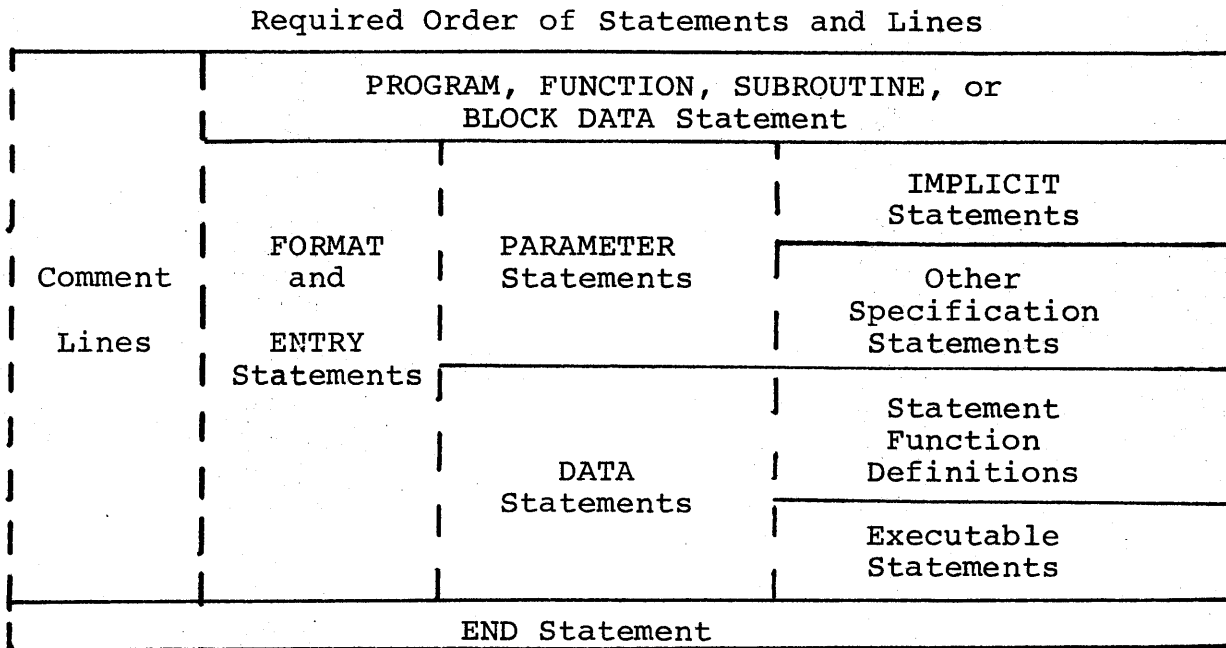 Required Order of Statements and Lines
PROGRAM, FUNCTION, SUBROUTINE, or
BLOCK DATA Statement
Comment
Lines
FORMAT
and
ENTRY
Statements
PARAMETER
Statements
IMPLICIT
Statements
Other
Specification
Statements
DATA
Statements
Statement
Function
Definitions
Executable
Statements
END Statement